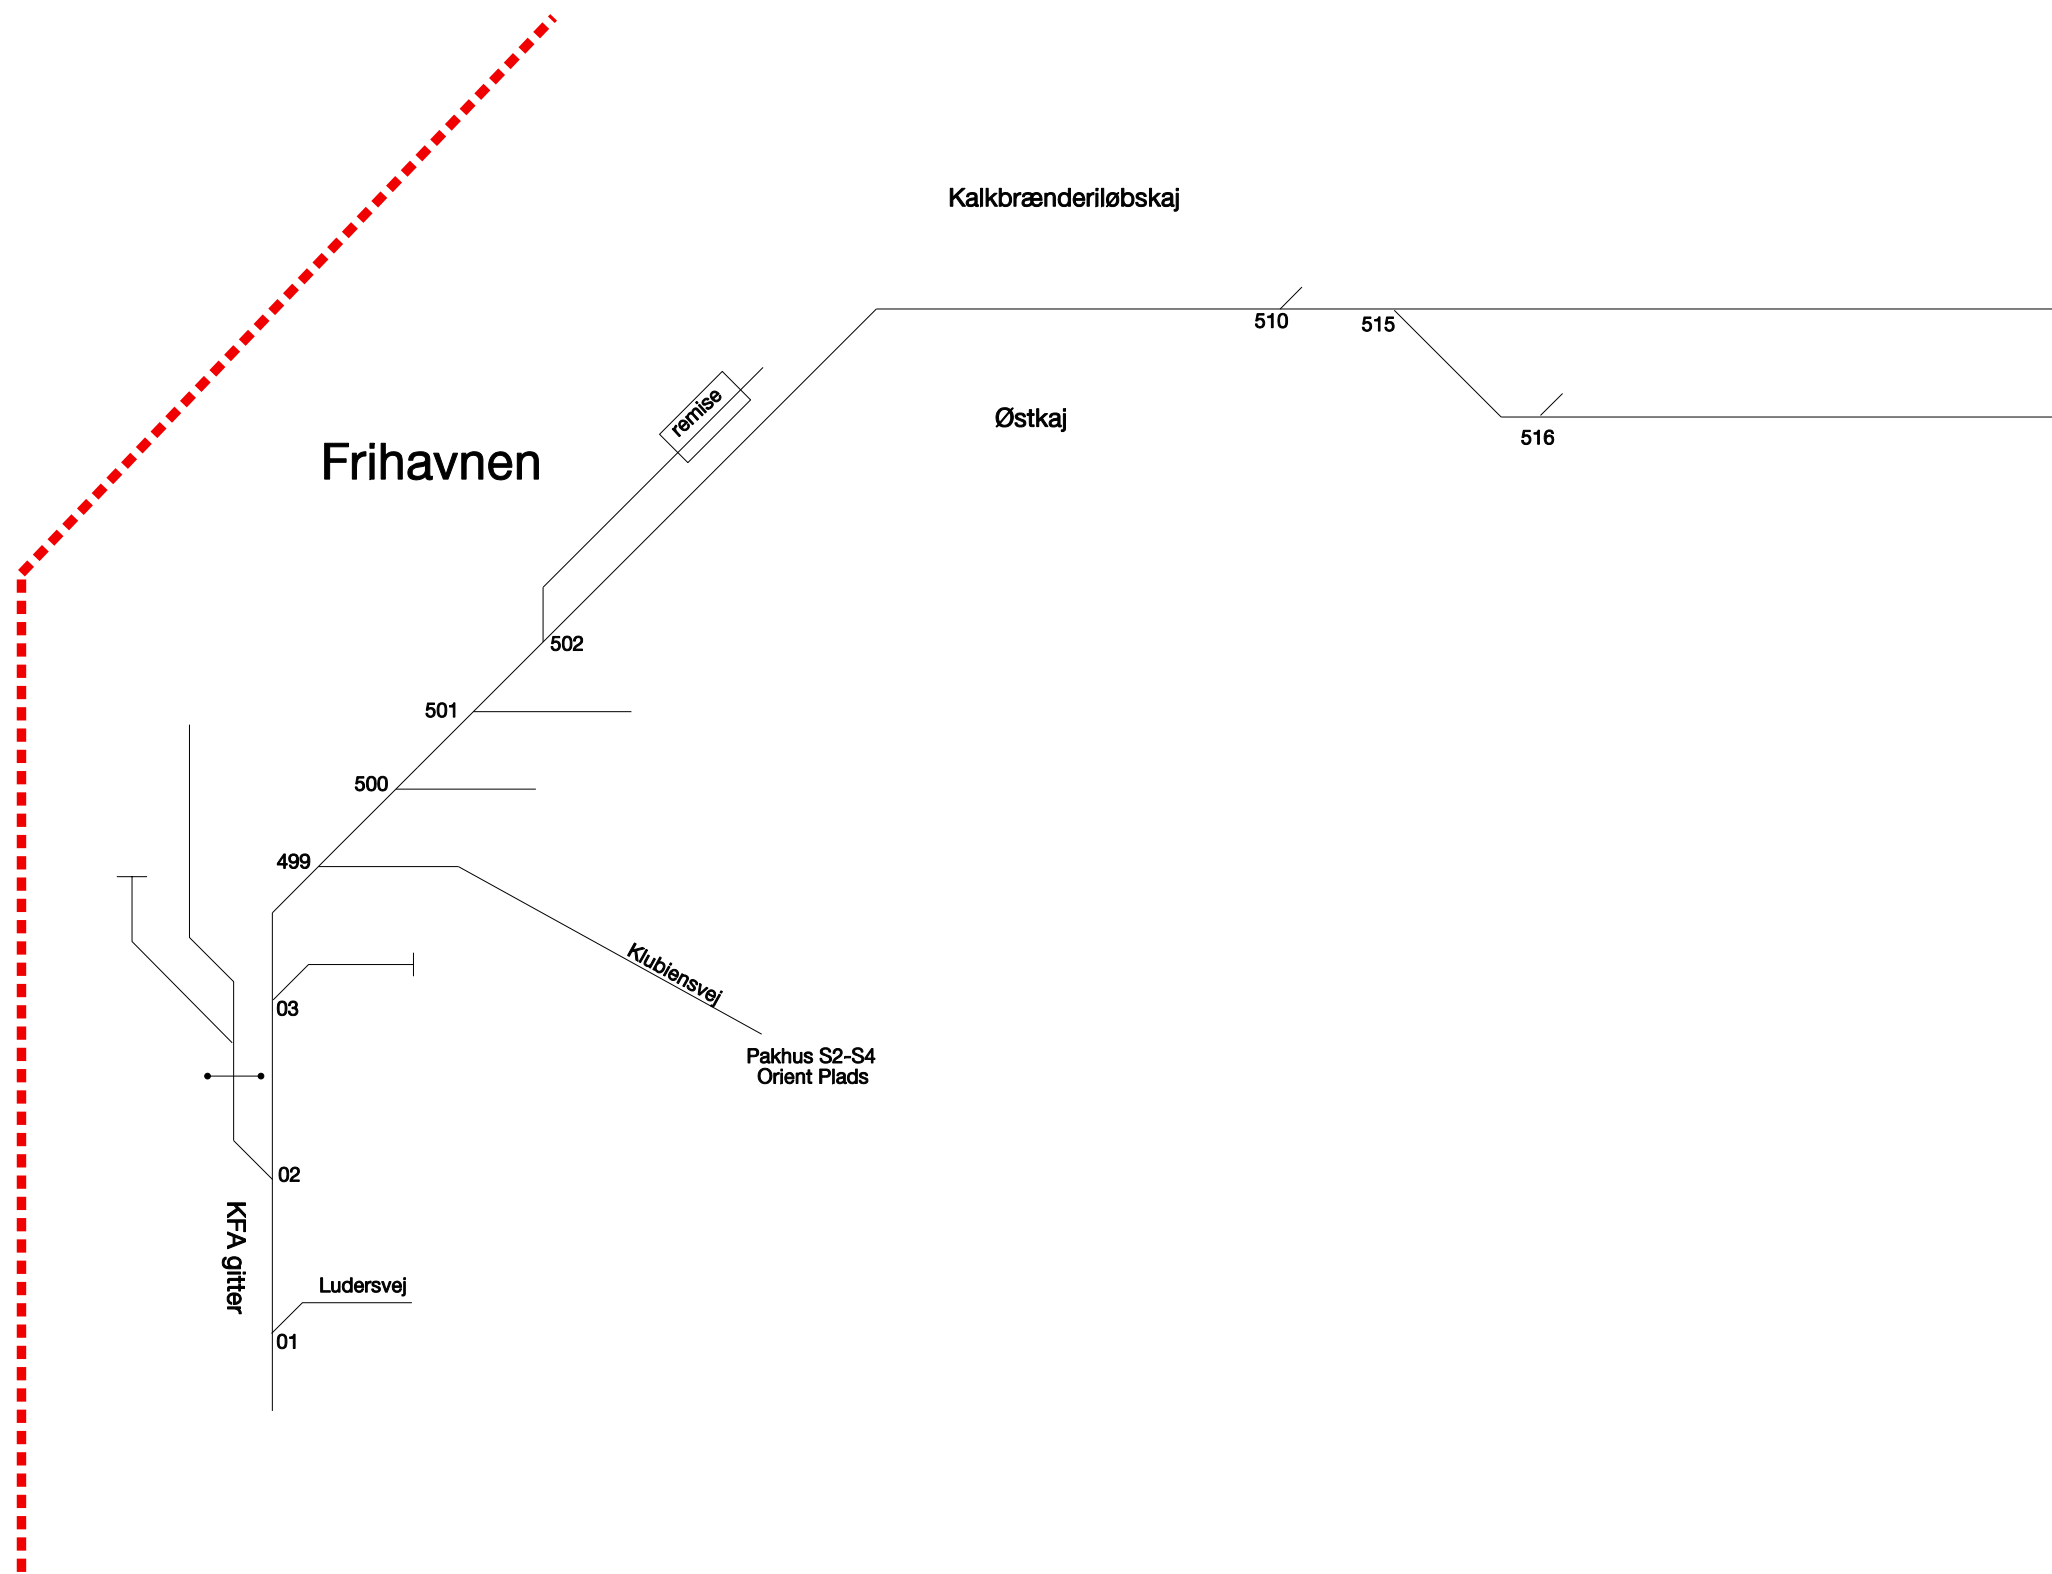 Kalkbrænderiløbskaj
510
515
remise
Østkaj
516
Frihavnen
502
501
500
499
Klubiensvej
03
Pakhus S2-S4
Orient Plads
02
KFA gitter
Ludersvej
01